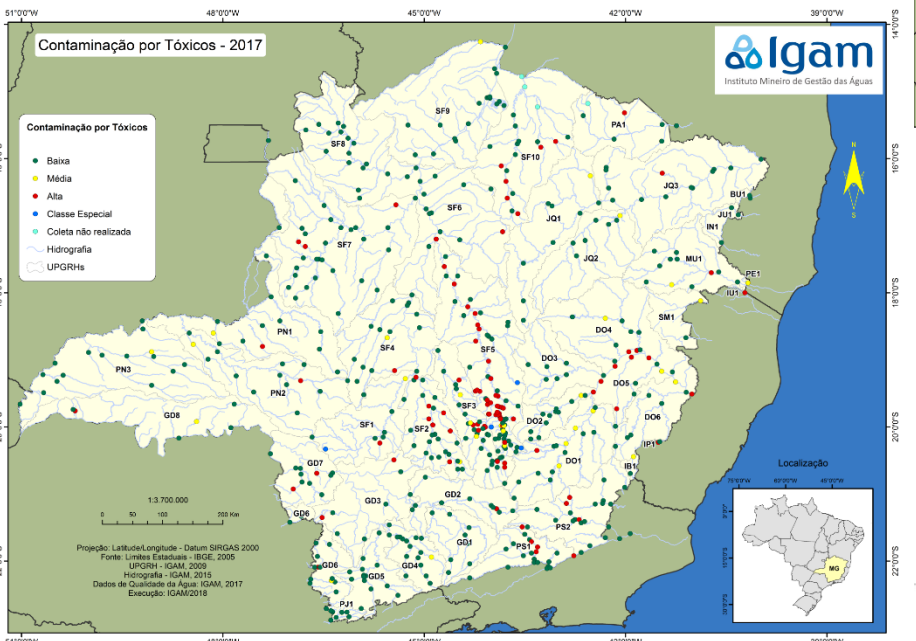 51°0'0"W 48°0'0"W 45°0'0"W 42°0'0"W 39°0'0"W
Contaminação por Tóxicos - 2017
Igam
Instituto Mineiro de Gestão das Águas
14°0'0"S
16°0'0"S
18°0'0"S
20°0'0"S
22°0'0"S
N
S
Contaminação por Tóxicos
Baixa
Média
Alta
Classe Especial
Coleta não realizada
Hidrografia
UPGRHs
SF9
PA1
SF8
SF10
JQ3
BU1
SF6
JQ1
JU1
IN1
SF7
JQ2
MU1
PE1
IU1
SM1
PN1
DO4
SF4
SF5
DO3
PN3
PN2
DO5
SF3
GD8
SF1
SF2
DO2
DO6
IP1
GD7
DO1
IB1
GD3
GD2
GD6
PS2
GD1
PS1
GD6
GD5
GD4
PJ1
1:3.700.000
0 50 100 200 Km
Projeção: Latitude/Longitude - Datum SIRGAS 2000
Fonte: Limites Estaduais - IBGE, 2005
UPGRH - IGAM, 2009
Hidrografia - IGAM, 2015
Dados de Qualidade da Água: IGAM, 2017
Execução: IGAM/2018
Localização
MG